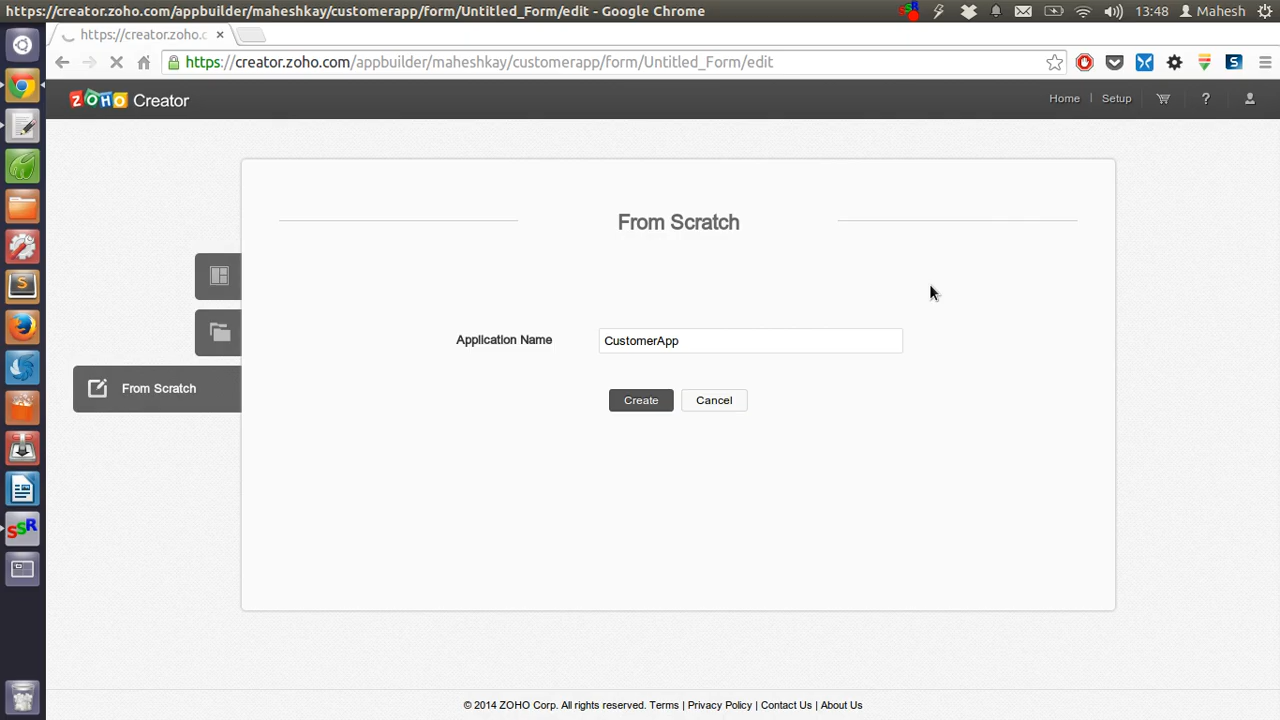 https://creator.zoho.com/appbuilder/maheshkay/customerapp/form/Untitled_Form/edit - Google Chrome
13:48 Mahesh
https://creator.zoho.c
https://creator.zoho.com/appbuilder/maheshkay/customerapp/form/Untitled_Form/edit
ZOHO Creator
Home | Setup ?
From Scratch
Application Name CustomerApp
From Scratch
Create Cancel
© 2014 ZOHO Corp. All rights reserved. Terms | Privacy Policy | Contact Us | About Us